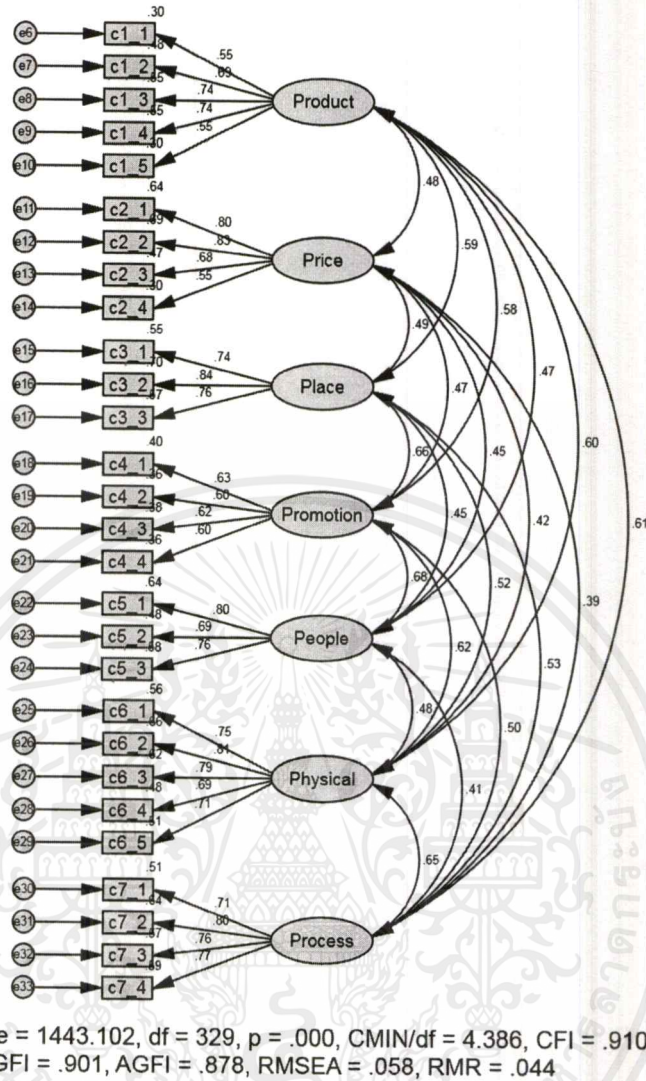 .30
e6 c1_1
.48 .55
e7 c1_2
.69
e8 c1_3 .74 Product
.74
e9 c1_4
.55
e10 c1_5
.48
.64
e11 c2_1
.59
.80
e12 c2_2
.83 Price
e13 c2_3 .68 .58
.55
e14 c2_4
.49
.55 .47
e15 c3_1 .47
.74
e16 c3_2 .84 Place
e17 c3_3 .76 .60
.66 .45
.40
e18 c4_1
.63
e19 c4_2 .60 .45 .42 .61
.62 Promotion
e20 c4_3
.60
e21 c4_4 .39
.68
.64 .52
e22 c5_1
.80
e23 c5_2 .69 People .62
.76 .53
e24 c5_3
.56 .48 .50
e25 c6_1
.75
e26 c6_2
.81
e27 c6_3 .79 Physical .41
.69
e28 c6_4
.71
e29 c6_5
.65
.51
e30 c7_1
.71
e31 c7_2 .80
.76 Process
e32 c7_3
.77
e33 c7_4
e = 1443.102, df = 329, p = .000, CMIN/df = 4.386, CFI = .910
GFI = .901, AGFI = .878, RMSEA = .058, RMR = .044